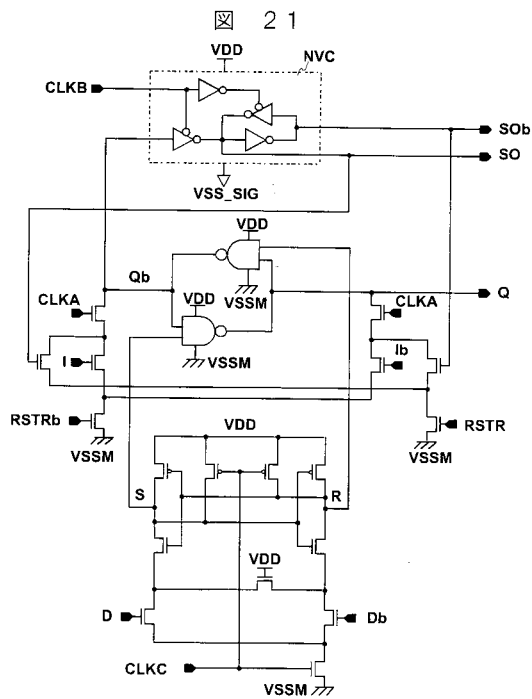 図 21
VDD
NVC
CLKB
SOb
SO
VSS_SIG
VDD
Qb
VSSM
Q
CLKA
VDD
CLKA
VSSM
I
Ib
RSTRb
RSTR
VSSM
VSSM
VDD
S
R
VDD
D
Db
CLKC
VSSM